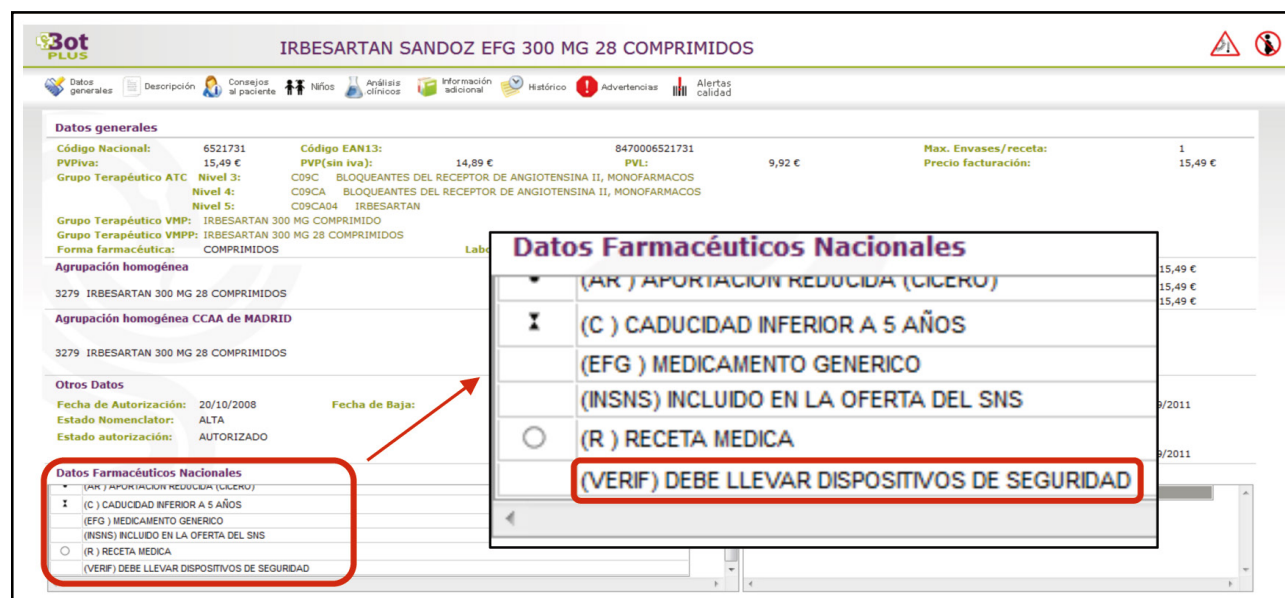 Bot PLUS
IRBESARTAN SANDOZ EFG 300 MG 28 COMPRIMIDOS
Datos generales Descripción Consejos al paciente Niños Análisis clínicos Información adicional Histórico Advertencias Alertas calidad
Datos generales
Código Nacional: 6521731 Código EAN13: 8470006521731 Max. Envases/receta: 1
PVPiva: 15,49 € PVP(sin iva): 14,89 € PVL: 9,92 € Precio facturación: 15,49 €
Grupo Terapéutico ATC Nivel 3: C09C BLOQUEANTES DEL RECEPTOR DE ANGIOTENSINA II, MONOFARMACOS
Nivel 4: C09CA BLOQUEANTES DEL RECEPTOR DE ANGIOTENSINA II, MONOFARMACOS
Nivel 5: C09CA04 IRBESARTAN
Grupo Terapéutico VMP: IRBESARTAN 300 MG COMPRIMIDO
Grupo Terapéutico VMPP: IRBESARTAN 300 MG 28 COMPRIMIDOS
Forma farmacéutica: COMPRIMIDOS
Agrupación homogénea 15,49 €
3279 IRBESARTAN 300 MG 28 COMPRIMIDOS 15,49 €
15,49 €
Agrupación homogénea CCAA de MADRID
3279 IRBESARTAN 300 MG 28 COMPRIMIDOS
Otros Datos
Fecha de Autorización: 20/10/2008 Fecha de Baja: /2011
Estado Nomenclator: ALTA
Estado autorización: AUTORIZADO /2011
Datos Farmacéuticos Nacionales
(AR ) APORTACION REDUCIDA (CICERO)
(C ) CADUCIDAD INFERIOR A 5 AÑOS
(EFG ) MEDICAMENTO GENERICO
(INSNS) INCLUIDO EN LA OFERTA DEL SNS
(R ) RECETA MEDICA
(VERIF) DEBE LLEVAR DISPOSITIVOS DE SEGURIDAD
Datos Farmacéuticos Nacionales
(AR ) APORTACION REDUCIDA (CICERO)
(C ) CADUCIDAD INFERIOR A 5 AÑOS
(EFG ) MEDICAMENTO GENERICO
(INSNS) INCLUIDO EN LA OFERTA DEL SNS
(R ) RECETA MEDICA
(VERIF) DEBE LLEVAR DISPOSITIVOS DE SEGURIDAD